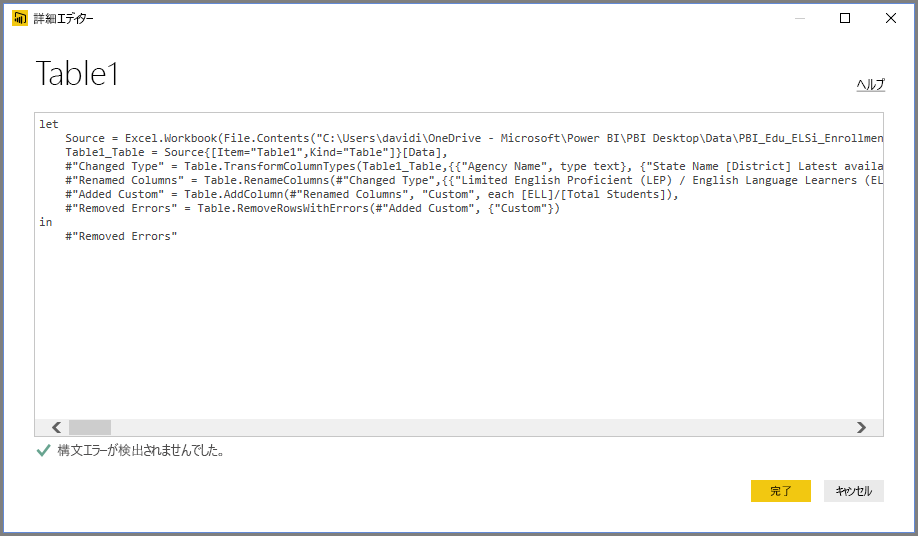 詳細エディター
Table1
ヘルプ
let
Source = Excel.Workbook(File.Contents("C:\Users\davidi\OneDrive - Microsoft\Power BI\PBI Desktop\Data\PBI_Edu_ELSi_Enrollmen
Table1_Table = Source{[Item="Table1",Kind="Table"]}[Data],
#"Changed Type" = Table.TransformColumnTypes(Table1_Table,{{"Agency Name", type text}, {"State Name [District] Latest availa
#"Renamed Columns" = Table.RenameColumns(#"Changed Type",{{"Limited English Proficient (LEP) / English Language Learners (EL
#"Added Custom" = Table.AddColumn(#"Renamed Columns", "Custom", each [ELL]/[Total Students]),
#"Removed Errors" = Table.RemoveRowsWithErrors(#"Added Custom", {"Custom"})
in
#"Removed Errors"
構文エラーが検出されませんでした。
完了
キャンセル